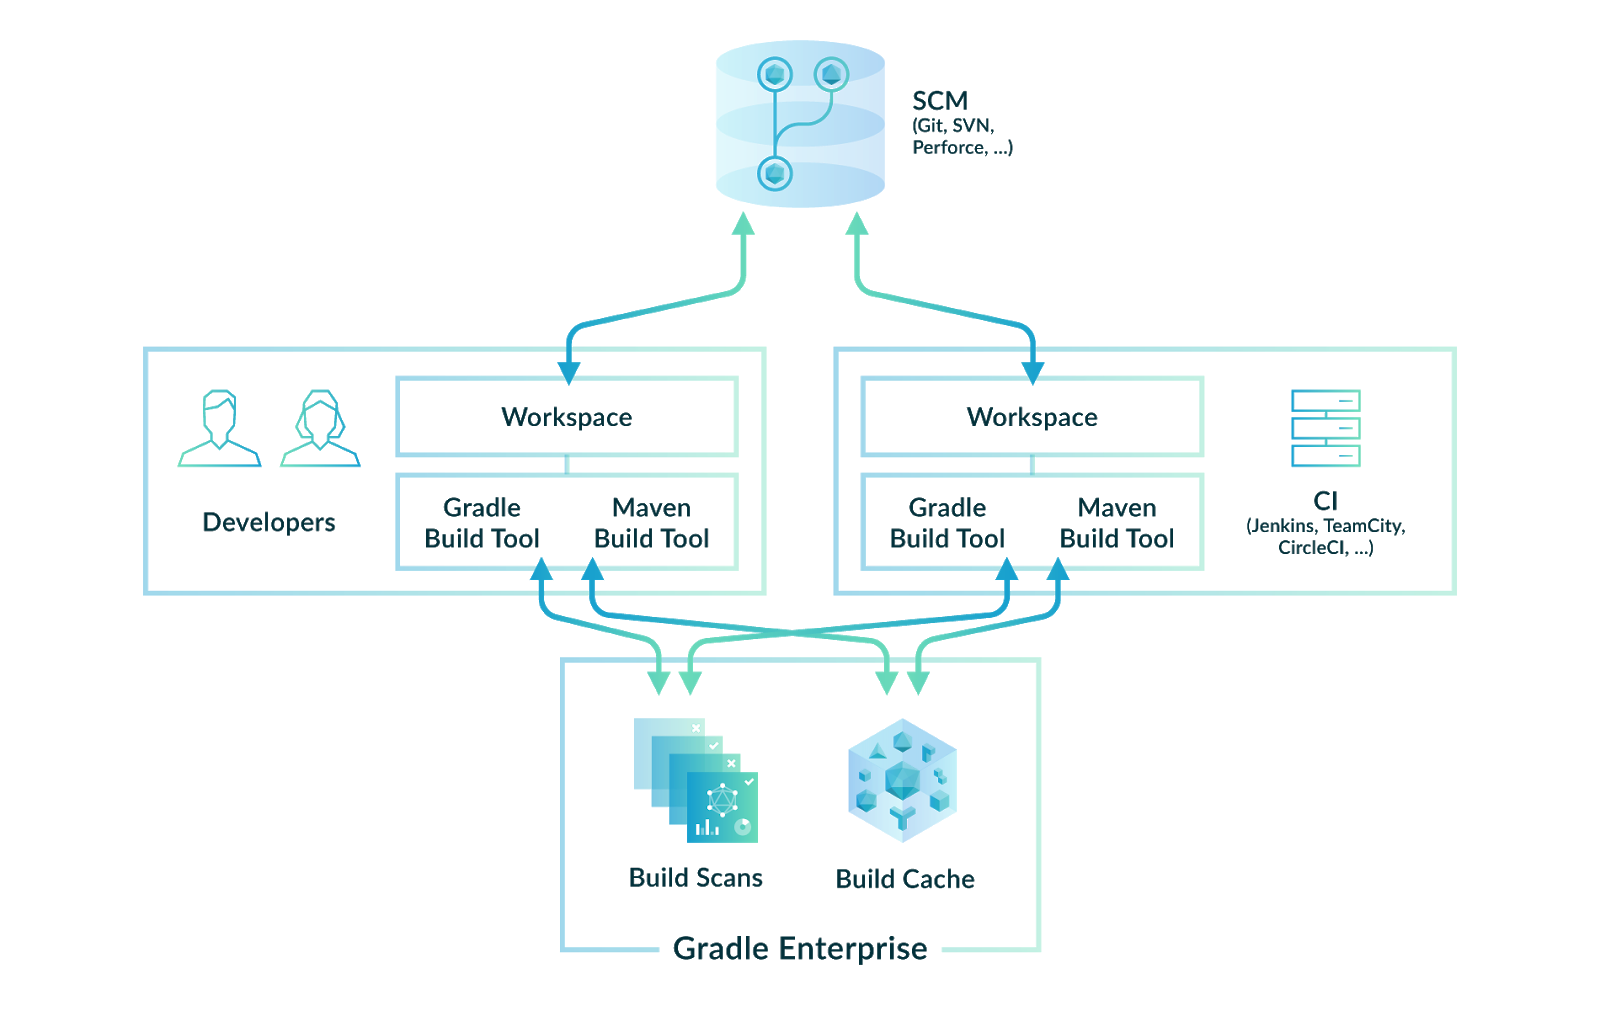 SCM
(Git, SVN,
Perforce, ...)
Workspace
Developers
Gradle
Build Tool
Maven
Build Tool
Workspace
Gradle
Build Tool
Maven
Build Tool
CI
(Jenkins, TeamCity,
CircleCI, ...)
Build Scans
Build Cache
Gradle Enterprise